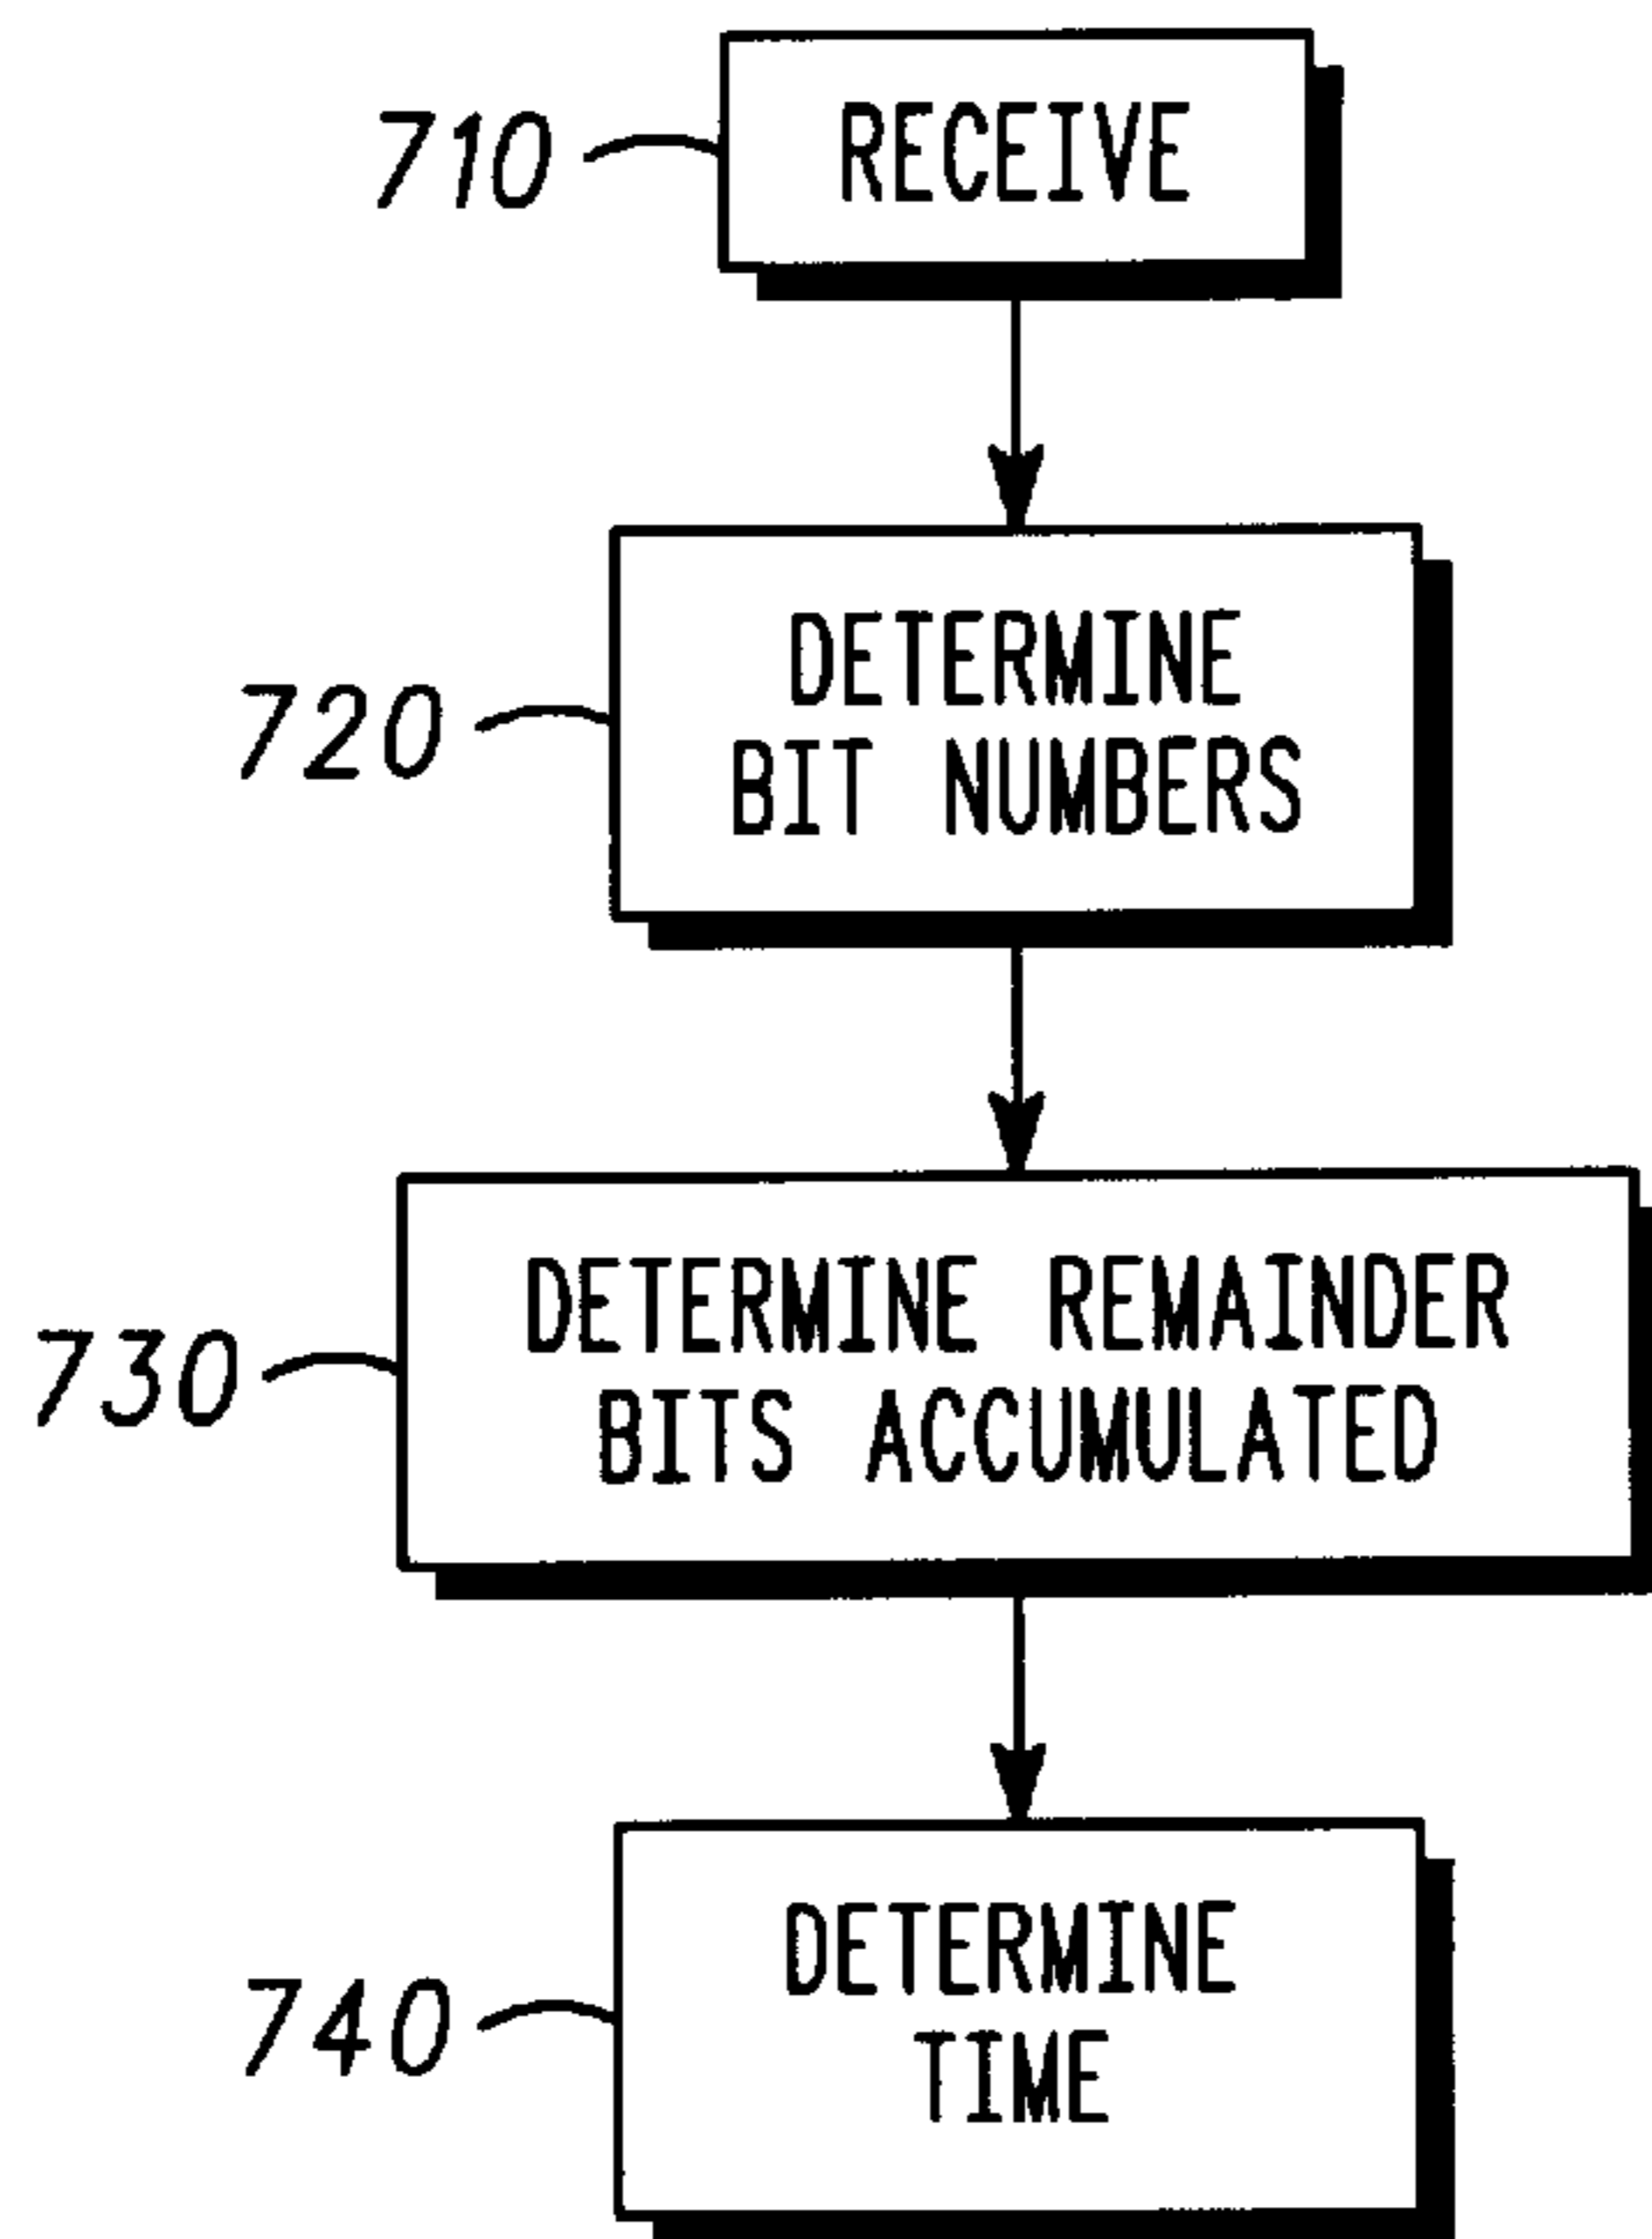 710
RECEIVE
720
DETERMINE
BIT NUMBERS
730
DETERMINE REMAINDER
BITS ACCUMULATED
740
DETERMINE
TIME